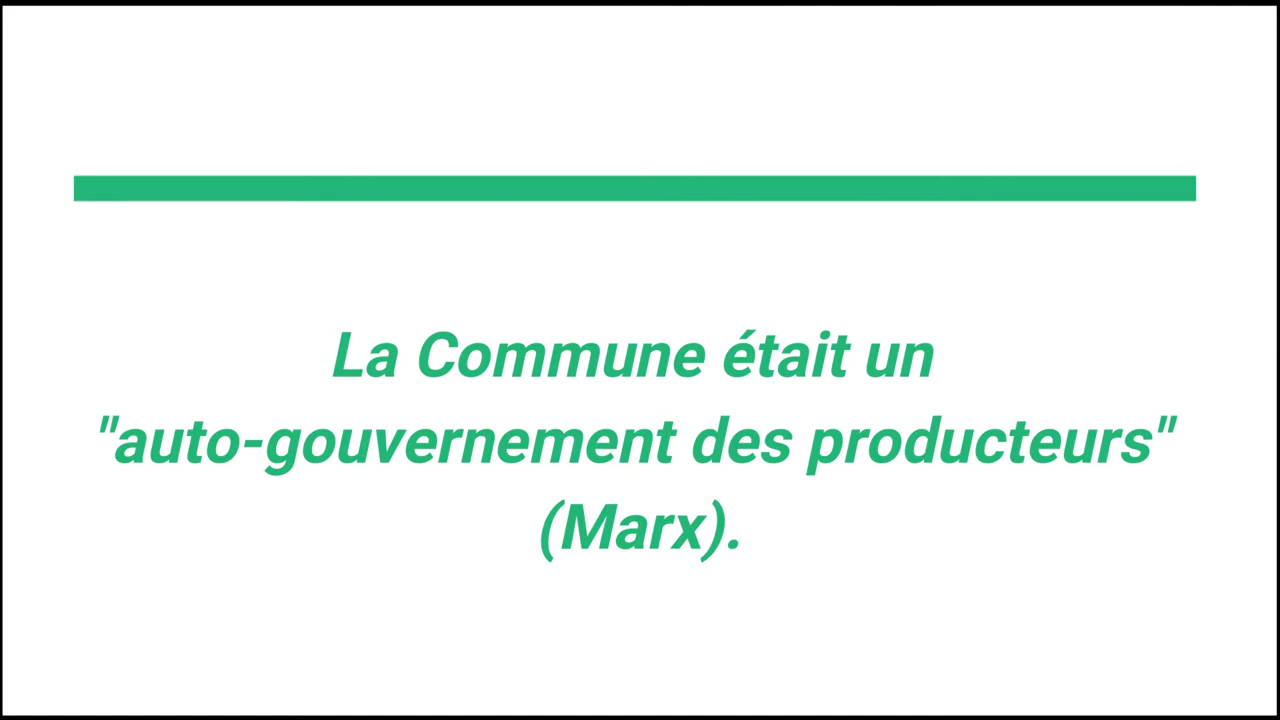 La Commune était un
"auto-gouvernement des producteurs"
(Marx).